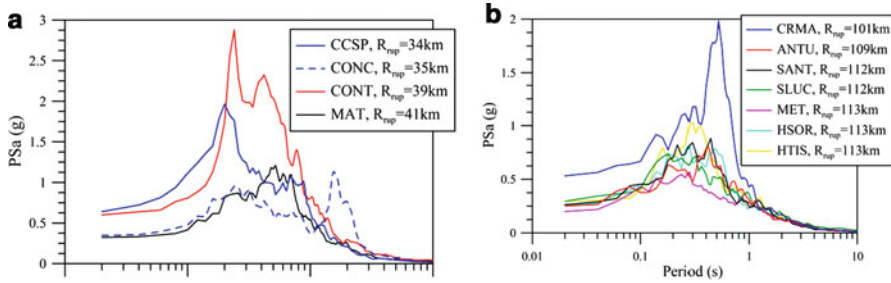 a
3
2.5
2
1.5
1
0.5
0
PSa (g)
CCSP, Rrup=34km
CONC, Rrup=35km
CONT, Rrup=39km
MAT, Rrup=41km
b
2
1.5
1
0.5
0
PSa (g)
0.01
0.1
1
10
Period (s)
CRMA, Rrup=101km
ANTU, Rrup=109km
SANT, Rrup=112km
SLUC, Rrup=112km
MET, Rrup=113km
HSOR, Rrup=113km
HTIS, Rrup=113km